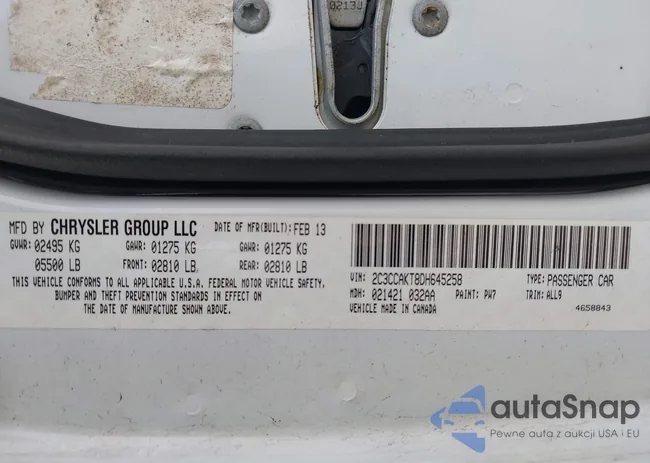 0213J
MFD BY CHRYSLER GROUP LLC DATE OF MFR(BUILT): FEB 13
GVWR: 02495 KG GAWR: 01275 KG GAWR: 01275 KG
05500 LB FRONT: 02810 LB REAR: 02810 LB
THIS VEHICLE CONFORMS TO ALL APPLICABLE U.S.A. FEDERAL MOTOR VEHICLE SAFETY,
BUMPER AND THEFT PREVENTION STANDARDS IN EFFECT ON
THE DATE OF MANUFACTURE SHOWN ABOVE.
VIN: 2C3CCAKT8DH645258 TYPE: PASSENGER CAR
MDH: 021421 032AA PAINT: PW7 TRIM: ALL9
VEHICLE MADE IN CANADA 4658843
autaSnap
Pewne auta z aukcji USA i EU